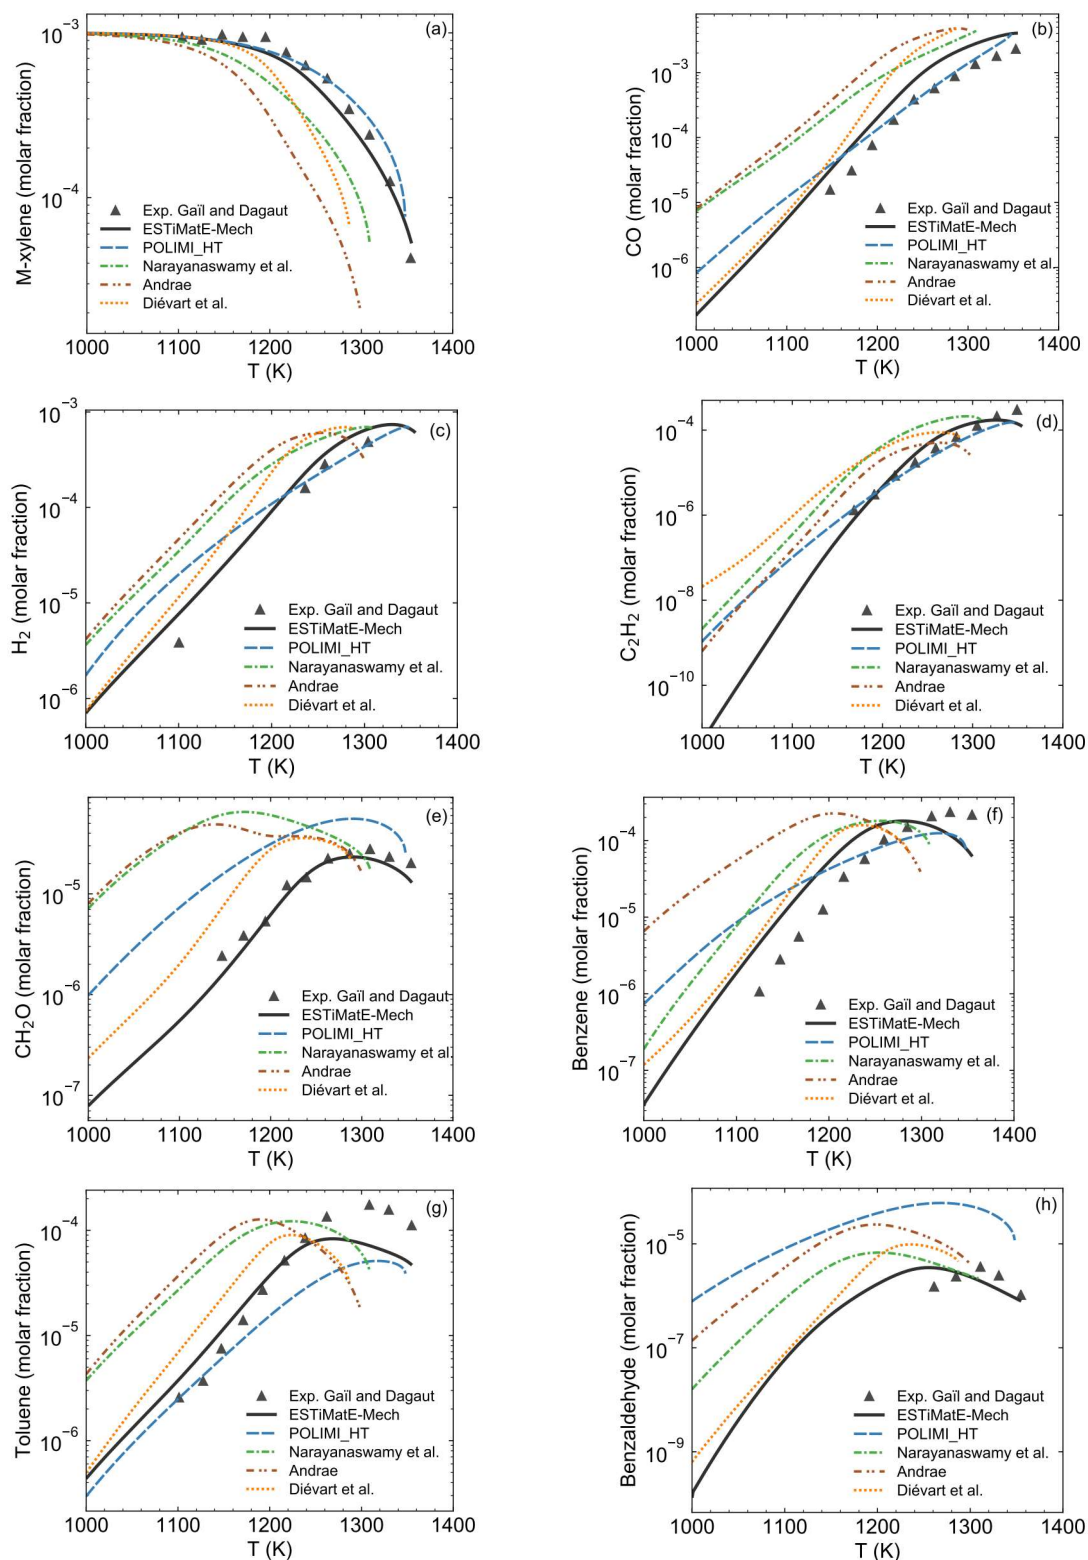 (a)
10⁻³
10⁻⁴
M-xylene (molar fraction)
Exp. Gaïl and Dagaut
ESTiMatE-Mech
POLIMI_HT
Narayanaswamy et al.
Andrae
Diévart et al.
1000 1100 1200 1300 1400
T (K)
(b)
10⁻³
10⁻⁴
10⁻⁵
10⁻⁶
CO (molar fraction)
Exp. Gaïl and Dagaut
ESTiMatE-Mech
POLIMI_HT
Narayanaswamy et al.
Andrae
Diévart et al.
1000 1100 1200 1300 1400
T (K)
(c)
10⁻³
10⁻⁴
10⁻⁵
10⁻⁶
H₂ (molar fraction)
Exp. Gaïl and Dagaut
ESTiMatE-Mech
POLIMI_HT
Narayanaswamy et al.
Andrae
Diévart et al.
1000 1100 1200 1300 1400
T (K)
(d)
10⁻⁴
10⁻⁶
10⁻⁸
10⁻¹⁰
C₂H₂ (molar fraction)
Exp. Gaïl and Dagaut
ESTiMatE-Mech
POLIMI_HT
Narayanaswamy et al.
Andrae
Diévart et al.
1000 1100 1200 1300 1400
T (K)
(e)
10⁻⁵
10⁻⁶
10⁻⁷
CH₂O (molar fraction)
Exp. Gaïl and Dagaut
ESTiMatE-Mech
POLIMI_HT
Narayanaswamy et al.
Andrae
Diévart et al.
1000 1100 1200 1300 1400
T (K)
(f)
10⁻⁴
10⁻⁵
10⁻⁶
10⁻⁷
Benzene (molar fraction)
Exp. Gaïl and Dagaut
ESTiMatE-Mech
POLIMI_HT
Narayanaswamy et al.
Andrae
Diévart et al.
1000 1100 1200 1300 1400
T (K)
(g)
10⁻⁴
10⁻⁵
10⁻⁶
Toluene (molar fraction)
Exp. Gaïl and Dagaut
ESTiMatE-Mech
POLIMI_HT
Narayanaswamy et al.
Andrae
Diévart et al.
1000 1100 1200 1300 1400
T (K)
(h)
10⁻⁵
10⁻⁷
10⁻⁹
Benzaldehyde (molar fraction)
Exp. Gaïl and Dagaut
ESTiMatE-Mech
POLIMI_HT
Narayanaswamy et al.
Andrae
Diévart et al.
1000 1100 1200 1300 1400
T (K)